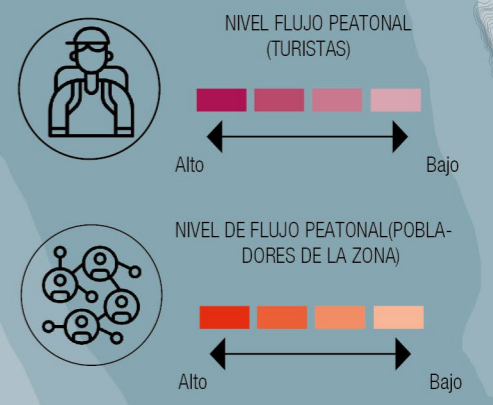 NIVEL FLUJO PEATONAL
(TURISTAS)
Alto
Bajo
NIVEL DE FLUJO PEATONAL(POBLA-
DORES DE LA ZONA)
Alto
Bajo